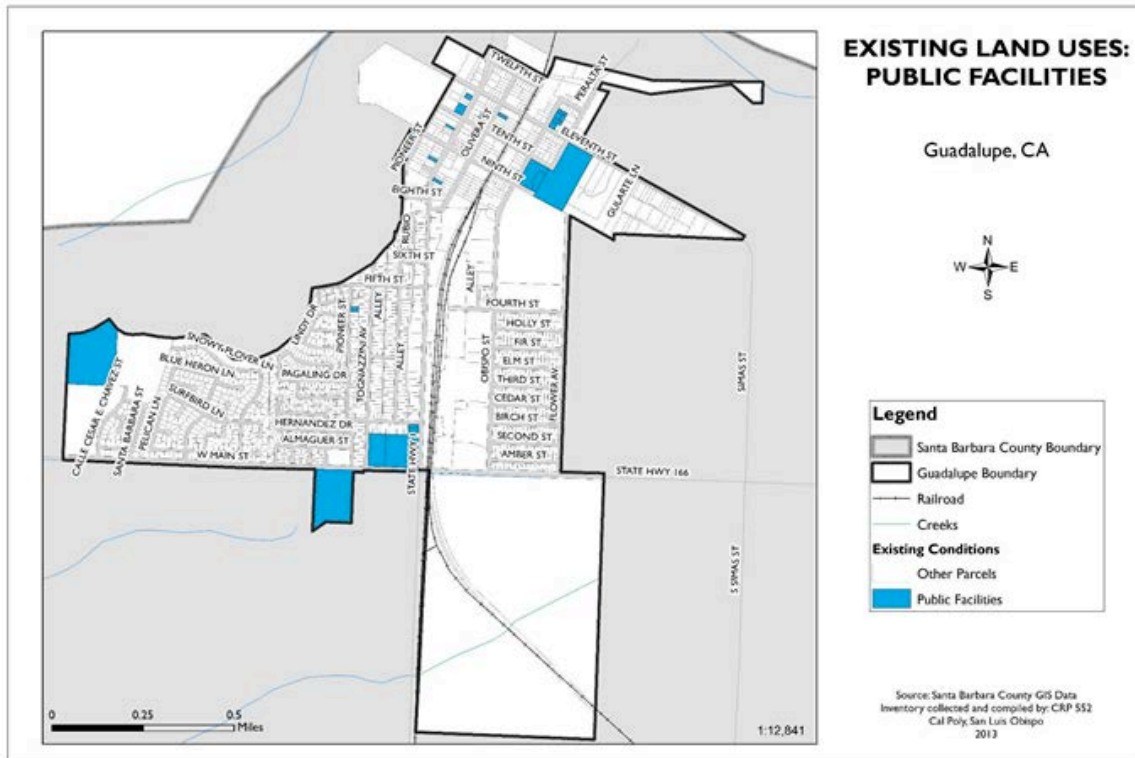 EXISTING LAND USES:
PUBLIC FACILITIES
Guadalupe, CA
N
W
E
S
TWELFTH ST
PERALTA ST
PIONEER ST
OLIVERA ST
TENTH ST
ELEVENTH ST
NINTH ST
GULARTE LN
EIGHTH ST
RUBIO
SIXTH ST
FIFTH ST
ALLEY
FOURTH ST
LINDY DR
PIONEER ST
TOGNAZZINI AV
ALLEY
ALLEY
HOLLY ST
FIR ST
OBISPO ST
ELM ST
FLOWER AV
THIRD ST
CEDAR ST
BIRCH ST
SECOND ST
AMBER ST
SIMAS ST
SNOWY PLOVER LN
BLUE HERON LN
PAGALING DR
SURFBIRD LN
HERNANDEZ DR
ALMAGUER ST
W MAIN ST
CALLE CESAR E CHAVEZ ST
SANTA BARBARA ST
PELICAN LN
STATE HWY 1
STATE HWY 166
S SIMAS ST
Legend
Santa Barbara County Boundary
Guadalupe Boundary
Railroad
Creeks
Existing Conditions
Other Parcels
Public Facilities
0 0.25 0.5
Miles
1:12,841
Source: Santa Barbara County GIS Data
Inventory collected and compiled by: CRP 552
Cal Poly, San Luis Obispo
2013